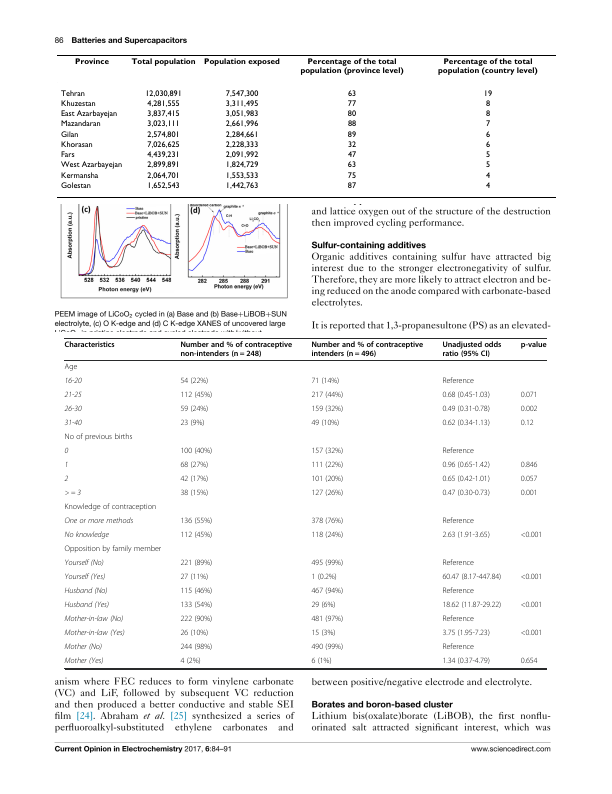 86 Batteries and Supercapacitors
Province Total population Population exposed Percentage of the total population (province level) Percentage of the total population (country level)
Tehran 12,030,891 7,547,300 63 19
Khuzestan 4,281,555 3,311,495 77 8
East Azarbayejan 3,837,415 3,051,983 80 8
Mazandaran 3,023,111 2,661,996 88 7
Gilan 2,574,801 2,284,661 89 6
Khorasan 7,026,625 2,228,333 32 6
Fars 4,439,231 2,091,992 47 5
West Azarbayejan 2,899,891 1,824,729 63 5
Kermansha 2,064,701 1,553,533 75 4
Golestan 1,652,543 1,442,763 87 4
(c)
Base
Base+LiBOB+SUN
pristine
Absorption (a.u.)
528 532 536 540 544 548
Photon energy (eV)
(d)
graphite
C-H
C=O
Li2CO3
graphite
Base
Base+LiBOB+SUN
Absorption (a.u.)
282 285 288 291
Photon energy (eV)
PEEM image of LiCoO2 cycled in (a) Base and (b) Base+LiBOB+SUN
electrolyte, (c) O K-edge and (d) C K-edge XANES of uncovered large
and lattice oxygen out of the structure of the destruction
then improved cycling performance.
Sulfur-containing additives
Organic additives containing sulfur have attracted big
interest due to the stronger electronegativity of sulfur.
Therefore, they are more likely to attract electron and be-
ing reduced on the anode compared with carbonate-based
electrolytes.
It is reported that 1,3-propanesultone (PS) as an elevated-
Characteristics Number and % of contraceptive non-intenders (n = 248) Number and % of contraceptive intenders (n = 496) Unadjusted odds ratio (95% CI) p-value
Age
16-20 54 (22%) 71 (14%) Reference
21-25 112 (45%) 217 (44%) 0.68 (0.45-1.03) 0.071
26-30 59 (24%) 159 (32%) 0.49 (0.31-0.78) 0.002
31-40 23 (9%) 49 (10%) 0.62 (0.34-1.13) 0.12
No of previous births
0 100 (40%) 157 (32%) Reference
1 68 (27%) 111 (22%) 0.96 (0.65-1.42) 0.846
2 42 (17%) 101 (20%) 0.65 (0.42-1.01) 0.057
> = 3 38 (15%) 127 (26%) 0.47 (0.30-0.73) 0.001
Knowledge of contraception
One or more methods 136 (55%) 378 (76%) Reference
No knowledge 112 (45%) 118 (24%) 2.63 (1.91-3.65) <0.001
Opposition by family member
Yourself (No) 221 (89%) 495 (99%) Reference
Yourself (Yes) 27 (11%) 1 (0.2%) 60.47 (8.17-447.84) <0.001
Husband (No) 115 (46%) 467 (94%) Reference
Husband (Yes) 133 (54%) 29 (6%) 18.62 (11.87-29.22) <0.001
Mother-in-law (No) 222 (90%) 481 (97%) Reference
Mother-in-law (Yes) 26 (10%) 15 (3%) 3.75 (1.95-7.23) <0.001
Mother (No) 244 (98%) 490 (99%) Reference
Mother (Yes) 4 (2%) 6 (1%) 1.34 (0.37-4.79) 0.654
anism where FEC reduces to form vinylene carbonate
(VC) and LiF, followed by subsequent VC reduction
and then produced a better conductive and stable SEI
film [24]. Abraham et al. [25] synthesized a series of
perfluoroalkyl-substituted ethylene carbonates and
between positive/negative electrode and electrolyte.
Borates and boron-based cluster
Lithium bis(oxalate)borate (LiBOB), the first nonflu-
orinated salt attracted significant interest, which was
Current Opinion in Electrochemistry 2017, 6:84–91 www.sciencedirect.com